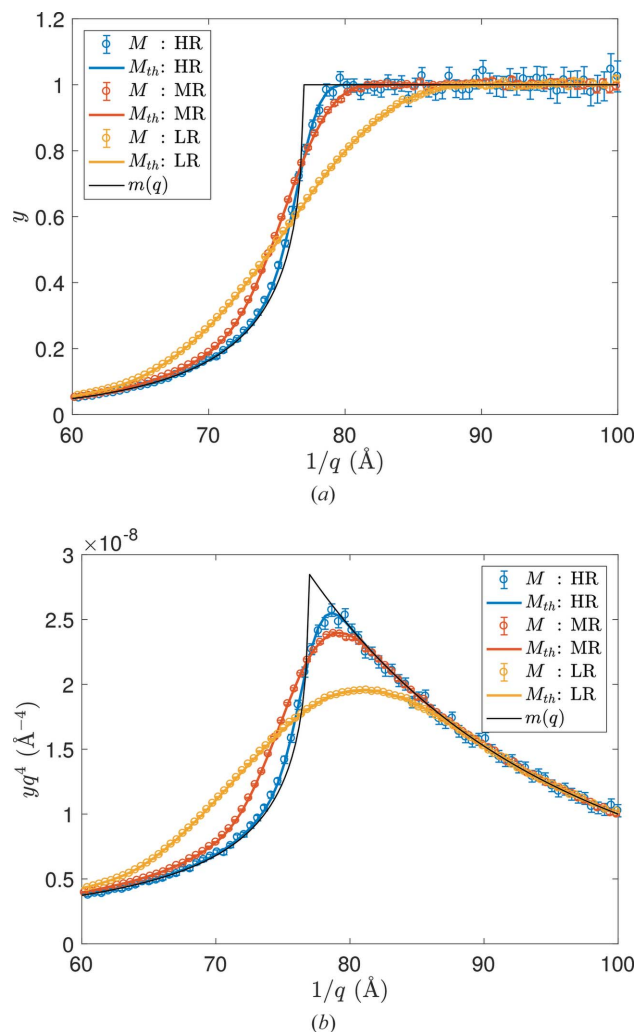 M : HR
M_th: HR
M : MR
M_th: MR
M : LR
M_th: LR
m(q)
1
0.8
0.6
0.4
0.2
0
y
60 70 80 90 100
1/q (Å)
(a)
×10⁻⁸
3
2.5
2
1.5
1
0.5
0
yq⁴ (Å⁻⁴)
M : HR
M_th: HR
M : MR
M_th: MR
M : LR
M_th: LR
m(q)
60 70 80 90 100
1/q (Å)
(b)
1.2